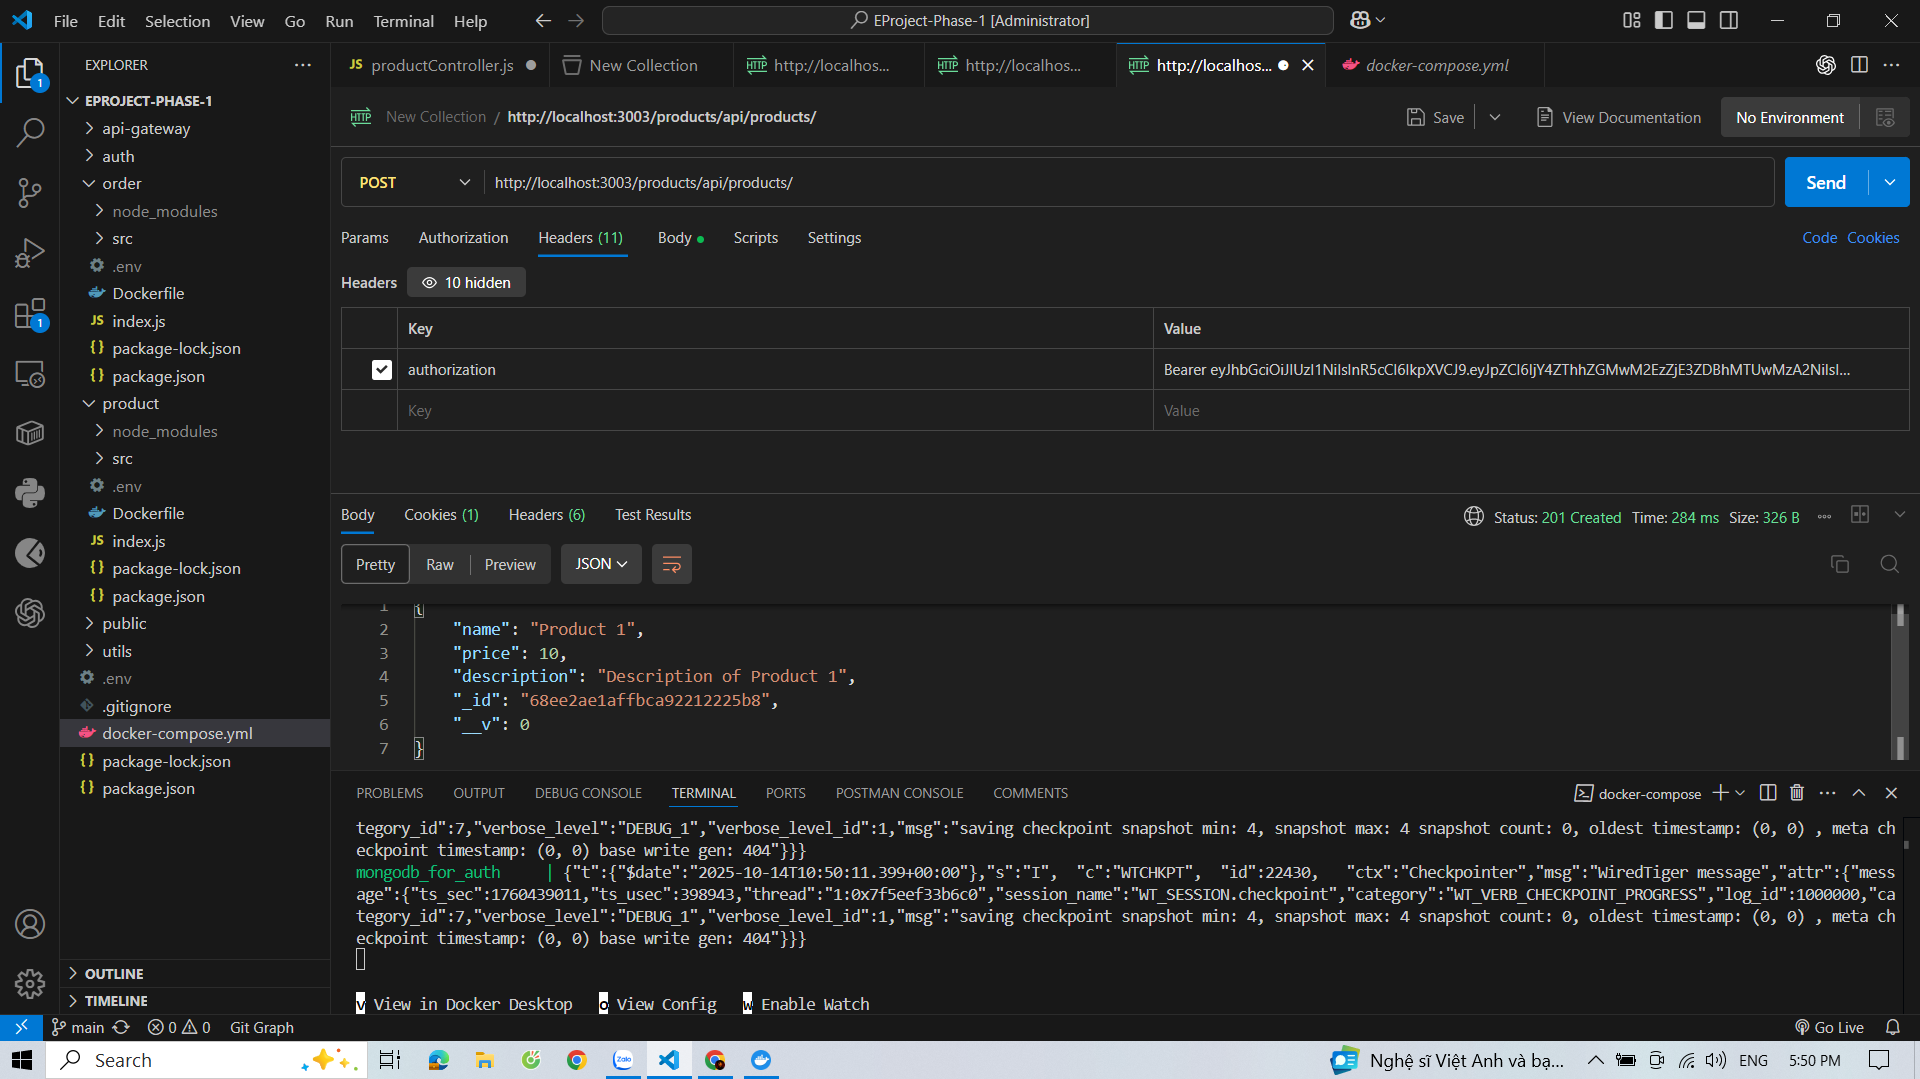 File Edit Selection View Go Run Terminal Help
EProject-Phase-1 [Administrator]
EXPLORER
productController.js
New Collection
http://localhos...
http://localhos...
http://localhos...
docker-compose.yml
EPROJECT-PHASE-1
api-gateway
auth
order
node_modules
src
.env
Dockerfile
index.js
package-lock.json
package.json
product
node_modules
src
.env
Dockerfile
index.js
package-lock.json
package.json
public
utils
.env
.gitignore
docker-compose.yml
package-lock.json
package.json
OUTLINE
TIMELINE
New Collection / http://localhost:3003/products/api/products/
Save
View Documentation
No Environment
POST http://localhost:3003/products/api/products/
Send
Params Authorization Headers (11) Body Scripts Settings
Code Cookies
Headers 10 hidden
Key Value
authorization
Key Value
Body Cookies (1) Headers (6) Test Results
Status: 201 Created Time: 284 ms Size: 326 B
Pretty Raw Preview JSON
1 {
2 "name": "Product 1",
3 "price": 10,
4 "description": "Description of Product 1",
5 "_id": "68ee2ae1affbca92212225b8",
6 "__v": 0
7 }
PROBLEMS OUTPUT DEBUG CONSOLE TERMINAL PORTS POSTMAN CONSOLE COMMENTS
docker-compose
tegory_id":7,"verbose_level":"DEBUG_1","verbose_level_id":1,"msg":"saving checkpoint snapshot min: 4, snapshot max: 4 snapshot count: 0, oldest timestamp: (0, 0) , meta ch
eckpoint timestamp: (0, 0) base write gen: 404"}}}
mongodb_for_auth | {"t":{"$date":"2025-10-14T10:50:11.399+00:00"},"s":"I", "c":"WTCHKPT", "id":22430, "ctx":"Checkpointer","msg":"WiredTiger message","attr":{"mess
age":{"ts_sec":1760439011,"ts_usec":398943,"thread":"1:0x7f5eef33b6c0","session_name":"WT_SESSION.checkpoint","category":"WT_VERB_CHECKPOINT_PROGRESS","log_id":1000000,"ca
tegory_id":7,"verbose_level":"DEBUG_1","verbose_level_id":1,"msg":"saving checkpoint snapshot min: 4, snapshot max: 4 snapshot count: 0, oldest timestamp: (0, 0) , meta ch
eckpoint timestamp: (0, 0) base write gen: 404"}}}
v View in Docker Desktop o View Config w Enable Watch
main 0 0 Git Graph
Go Live
Search
Nghệ sĩ Việt Anh và bạ...
ENG
5:50 PM